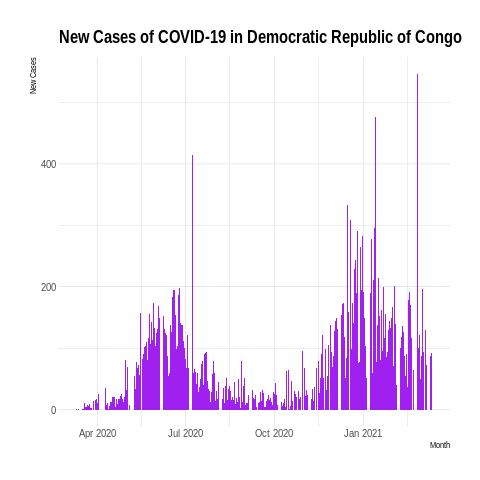 New Cases of COVID-19 in Democratic Republic of Congo
New Cases
400
200
0
Apr 2020 Jul 2020 Oct 2020 Jan 2021
Month